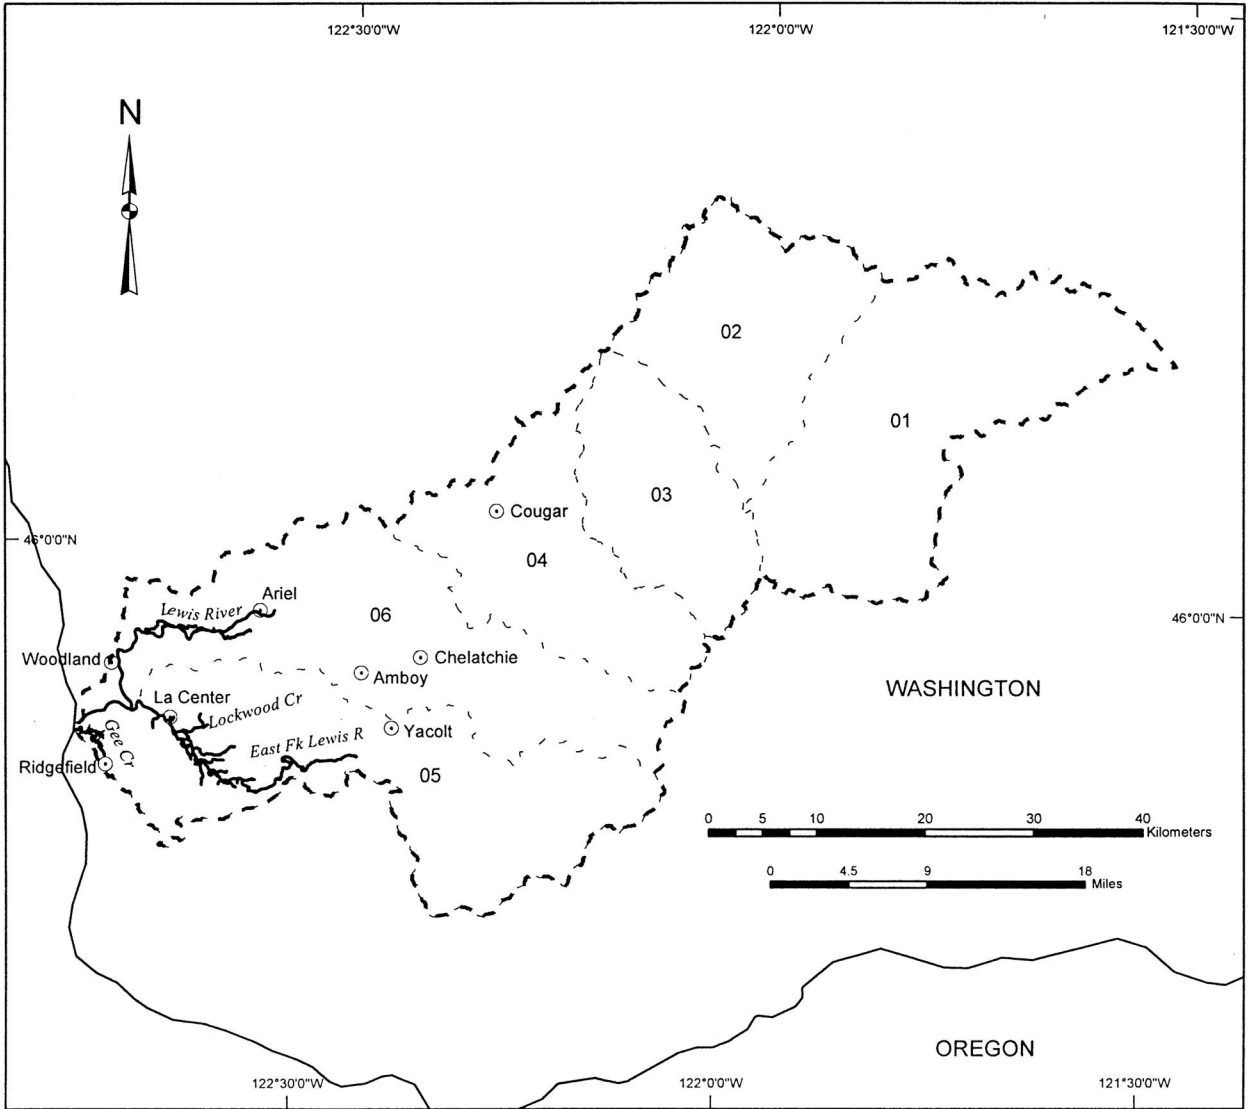 122°30'0"W 122°0'0"W 121°30'0"W
N
02
01
03
Cougar
46°0'0"N
04
Ariel
Lewis River
06
46°0'0"N
Woodland
Chelatchie
Amboy
WASHINGTON
La Center
Lockwood Cr
Gee Cr
Yacolt
East Fk Lewis R
Ridgefield
05
0 5 10 20 30 40
Kilometers
0 4.5 9 18
Miles
OREGON
122°30'0"W 122°0'0"W 121°30'0"W